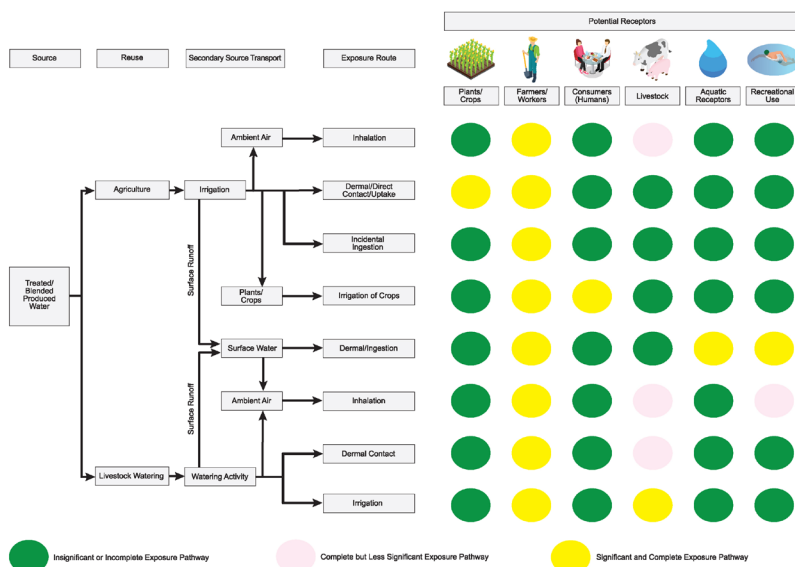 Potential Receptors
Source
Reuse
Secondary Source Transport
Exposure Route
Plants/
Crops
Farmers/
Workers
Consumers
(Humans)
Livestock
Aquatic
Receptors
Recreational
Use
Ambient Air
Inhalation
Agriculture
Irrigation
Dermal/Direct
Contact/Uptake
Surface Runoff
Incidental
Ingestion
Treated/
Blended
Produced
Water
Plants/
Crops
Irrigation of Crops
Surface Water
Dermal/Ingestion
Surface Runoff
Ambient Air
Inhalation
Dermal Contact
Livestock Watering
Watering Activity
Irrigation
Insignificant or Incomplete Exposure Pathway
Complete but Less Significant Exposure Pathway
Significant and Complete Exposure Pathway